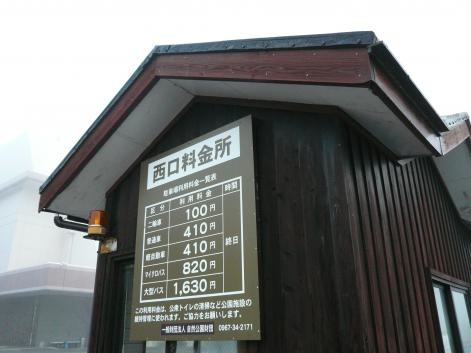 西口料金所
駐車場利用料金一覧表
区分 利用料金 時間
二輪車 100円
普通車 410円
軽自動車 410円 終日
マイクロバス 820円
大型バス 1,630円
この利用料金は、公衆トイレの清掃など公園施設の
維持管理に使われます。ご協力をお願いします。
一般財団法人 自然公園財団 0967-34-2171